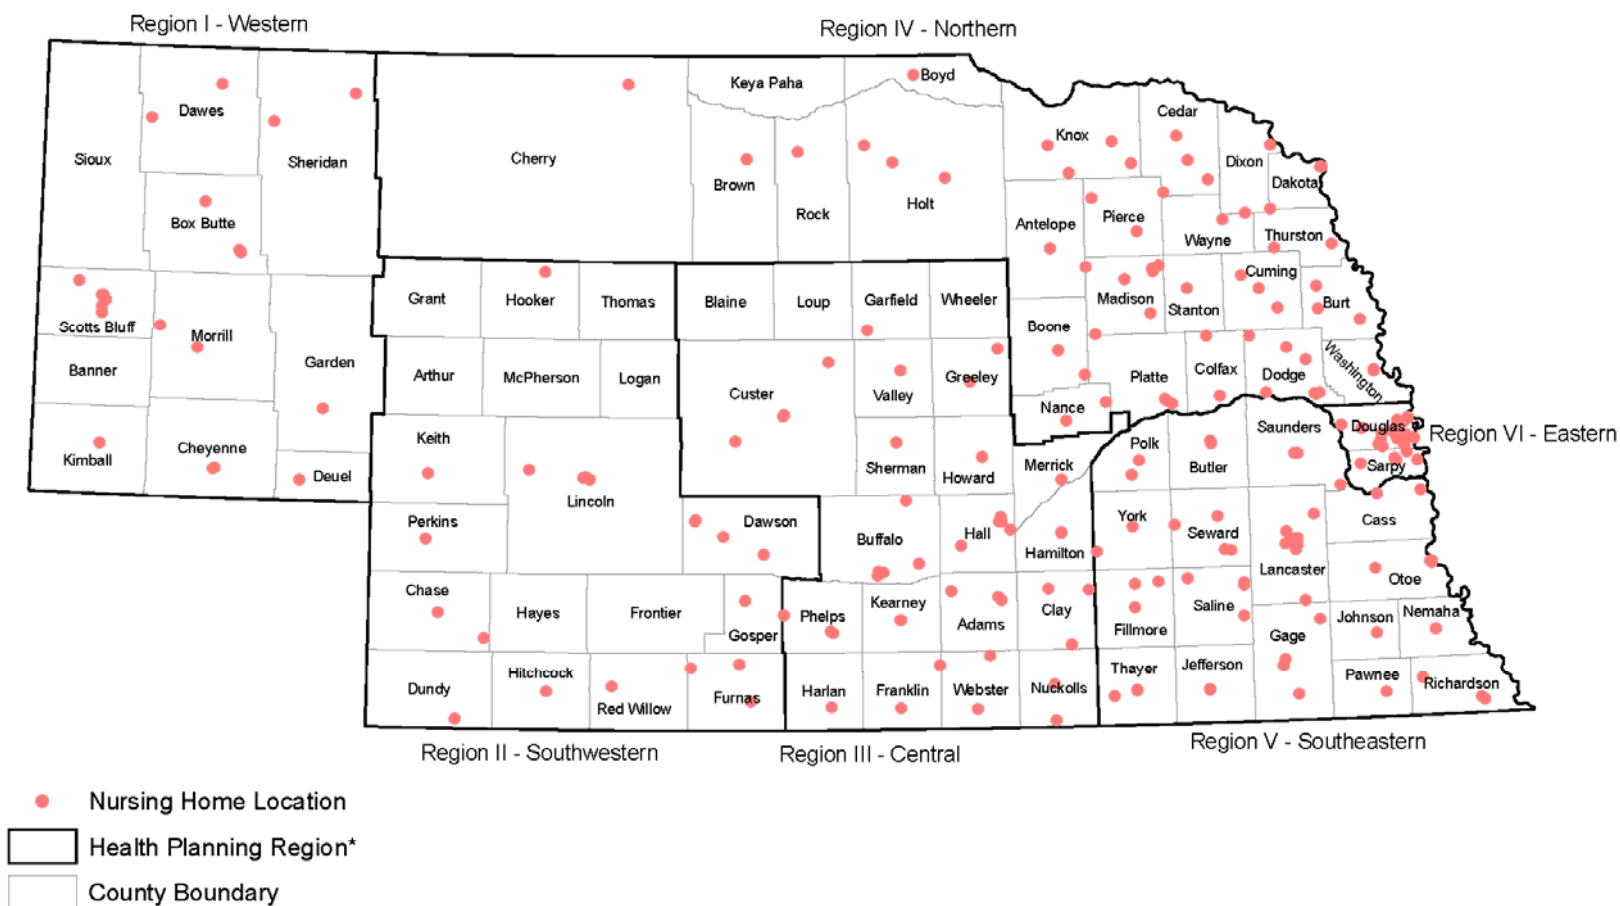 Region I - Western
Region IV - Northern
Boyd
Keya Paha
Dawes
Cedar
Knox
Sioux
Cherry
Sheridan
Dixon
Dakota
Brown
Rock
Holt
Box Butte
Antelope
Pierce
Wayne
Thurston
Grant
Hooker
Thomas
Blaine
Loup
Garfield
Wheeler
Madison
Stanton
Cuming
Burt
Scotts Bluff
Morrill
Boone
Banner
Garden
Arthur
McPherson
Logan
Custer
Valley
Greeley
Platte
Colfax
Dodge
Washington
Nance
Kimball
Cheyenne
Deuel
Keith
Lincoln
Sherman
Howard
Merrick
Polk
Butler
Saunders
Douglas
Region VI - Eastern
Sarpy
Perkins
Dawson
Buffalo
Hall
Hamilton
York
Seward
Lancaster
Cass
Otoe
Chase
Hayes
Frontier
Gosper
Phelps
Kearney
Adams
Clay
Fillmore
Saline
Gage
Johnson
Nemaha
Dundy
Hitchcock
Red Willow
Furnas
Harlan
Franklin
Webster
Nuckolls
Thayer
Jefferson
Pawnee
Richardson
Region II - Southwestern
Region III - Central
Region V - Southeastern
Nursing Home Location
Health Planning Region*
County Boundary